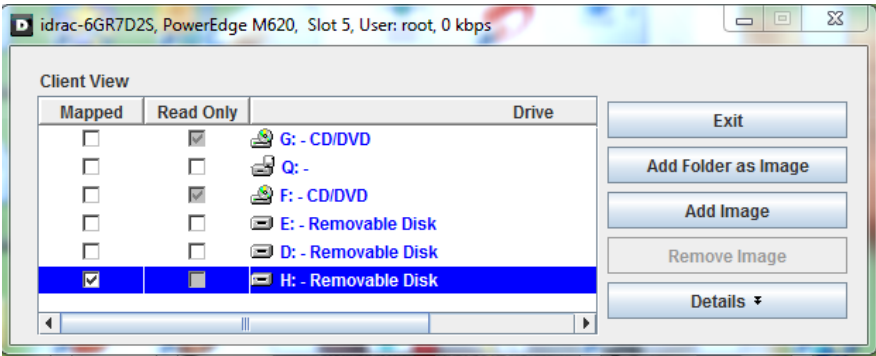 idrac-6GR7D2S, PowerEdge M620, Slot 5, User: root, 0 kbps
Client View
Mapped Read Only Drive
G: - CD/DVD
Q: -
F: - CD/DVD
E: - Removable Disk
D: - Removable Disk
H: - Removable Disk
Exit
Add Folder as Image
Add Image
Remove Image
Details